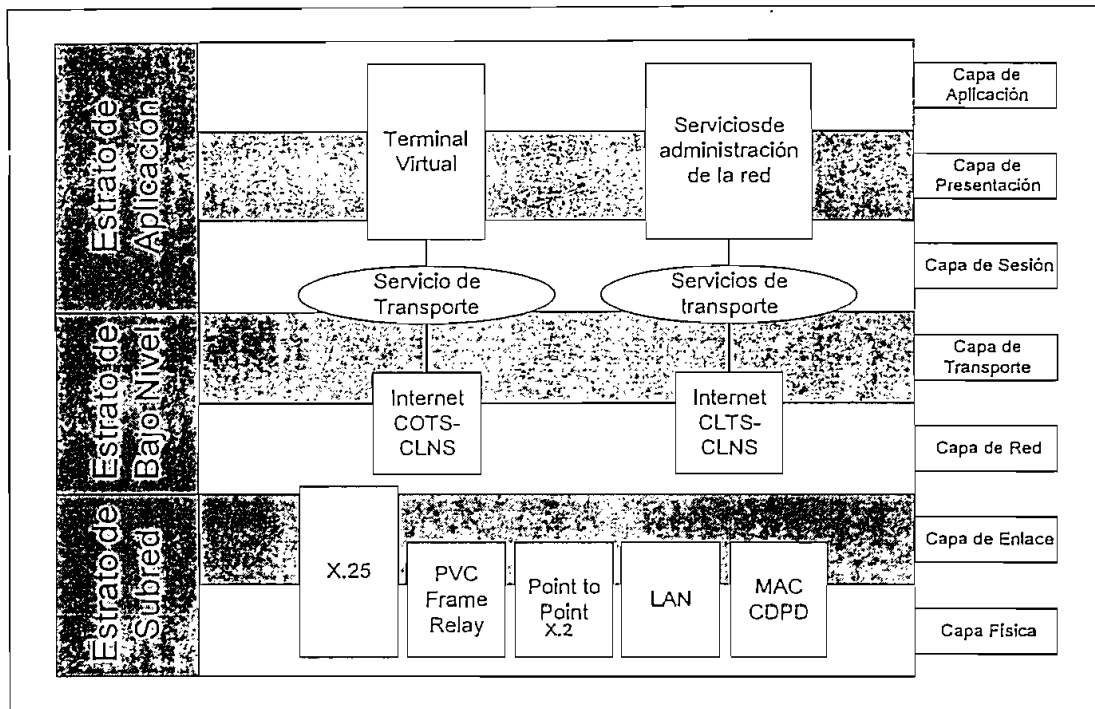 Estrato de
Aplicacion
Estrato de
Bajo Nivel
Estrato de
Subred
Terminal
Virtual
Serviciosde
administración
de la red
Servicio de
Transporte
Servicios de
transporte
Internet
COTS-
CLNS
Internet
CLTS-
CLNS
X.25
PVC
Frame
Relay
Point to
Point
X.2
LAN
MAC
CDPD
Capa de
Aplicación
Capa de
Presentación
Capa de Sesión
Capa de
Transporte
Capa de Red
Capa de Enlace
Capa Física